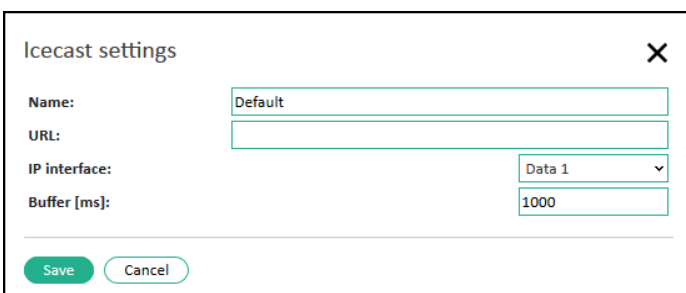 Icecast settings
Name: Default
URL:
IP interface: Data 1
Buffer [ms]: 1000
Save Cancel